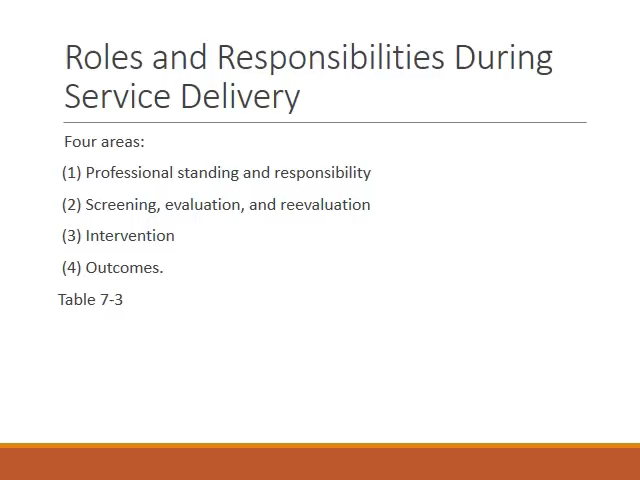 Roles and Responsibilities During
Service Delivery
Four areas:
(1) Professional standing and responsibility
(2) Screening, evaluation, and reevaluation
(3) Intervention
(4) Outcomes.
Table 7-3